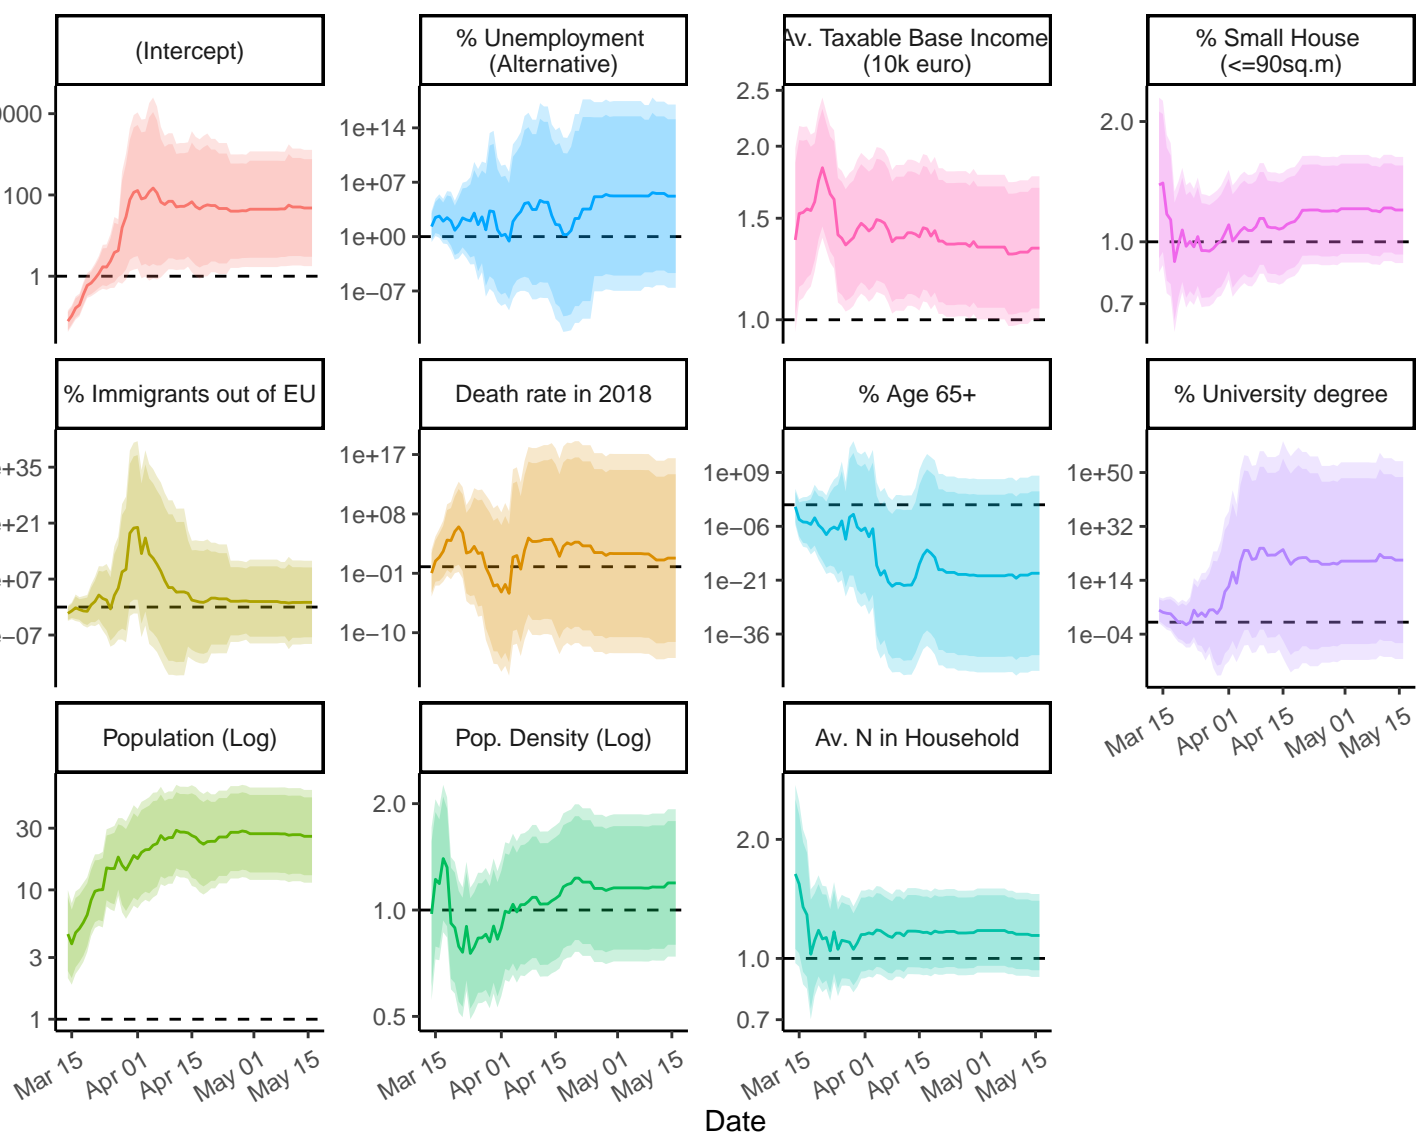 (Intercept)
% Unemployment
(Alternative)
Av. Taxable Base Income
(10k euro)
% Small House
(<=90sq.m)
100
1
1e+14
1e+07
1e+00
1e−07
2.5
2.0
1.5
1.0
2.0
1.0
0.7
% Immigrants out of EU
Death rate in 2018
% Age 65+
% University degree
e+35
e+21
e+07
e−07
1e+17
1e+08
1e−01
1e−10
1e+09
1e−06
1e−21
1e−36
1e+50
1e+32
1e+14
1e−04
Mar 15
Apr 01
Apr 15
May 01
May 15
Population (Log)
Pop. Density (Log)
Av. N in Household
30
10
3
1
2.0
1.0
0.5
2.0
1.0
0.7
Mar 15
Apr 01
Apr 15
May 01
May 15
Mar 15
Apr 01
Apr 15
May 01
May 15
Mar 15
Apr 01
Apr 15
May 01
May 15
Date